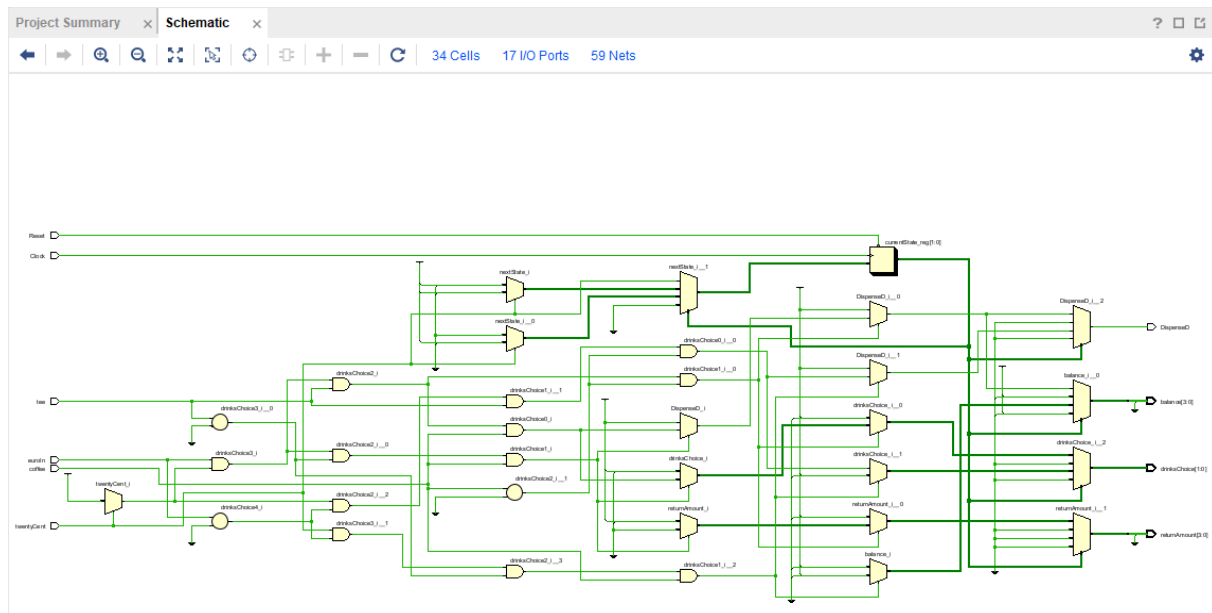 Project Summary × Schematic ×
34 Cells 17 I/O Ports 59 Nets
Reset
Clock
currentState_reg[1:0]
nextState_i
nextState_i__1
nextState_i__0
DispenseD_i__0
DispenseD_i__2
DispenseD
drinksChoice0_i__0
DispenseD_i__1
drinksChoice2_i
drinksChoice1_i__0
balance_i__0
tea
drinksChoice1_i__1
balance[3:0]
drinksChoice3_i__0
DispenseD_i
drinksChoice_i__0
drinksChoice0_i
drinksChoice2_i__0
drinksChoice1_i
drinksChoice_i__2
euroIn
drinksChoice3_i
drinksChoice_i
drinksChoice_i__1
coffee
drinksChoice[1:0]
twentyCent_i
drinksChoice2_i__1
drinksChoice2_i__2
drinksChoice4_i
returnAmount_i
returnAmount_i__0
returnAmount_i__1
twentyCent
drinksChoice3_i__1
returnAmount[3:0]
balance_i
drinksChoice2_i__3
drinksChoice1_i__2